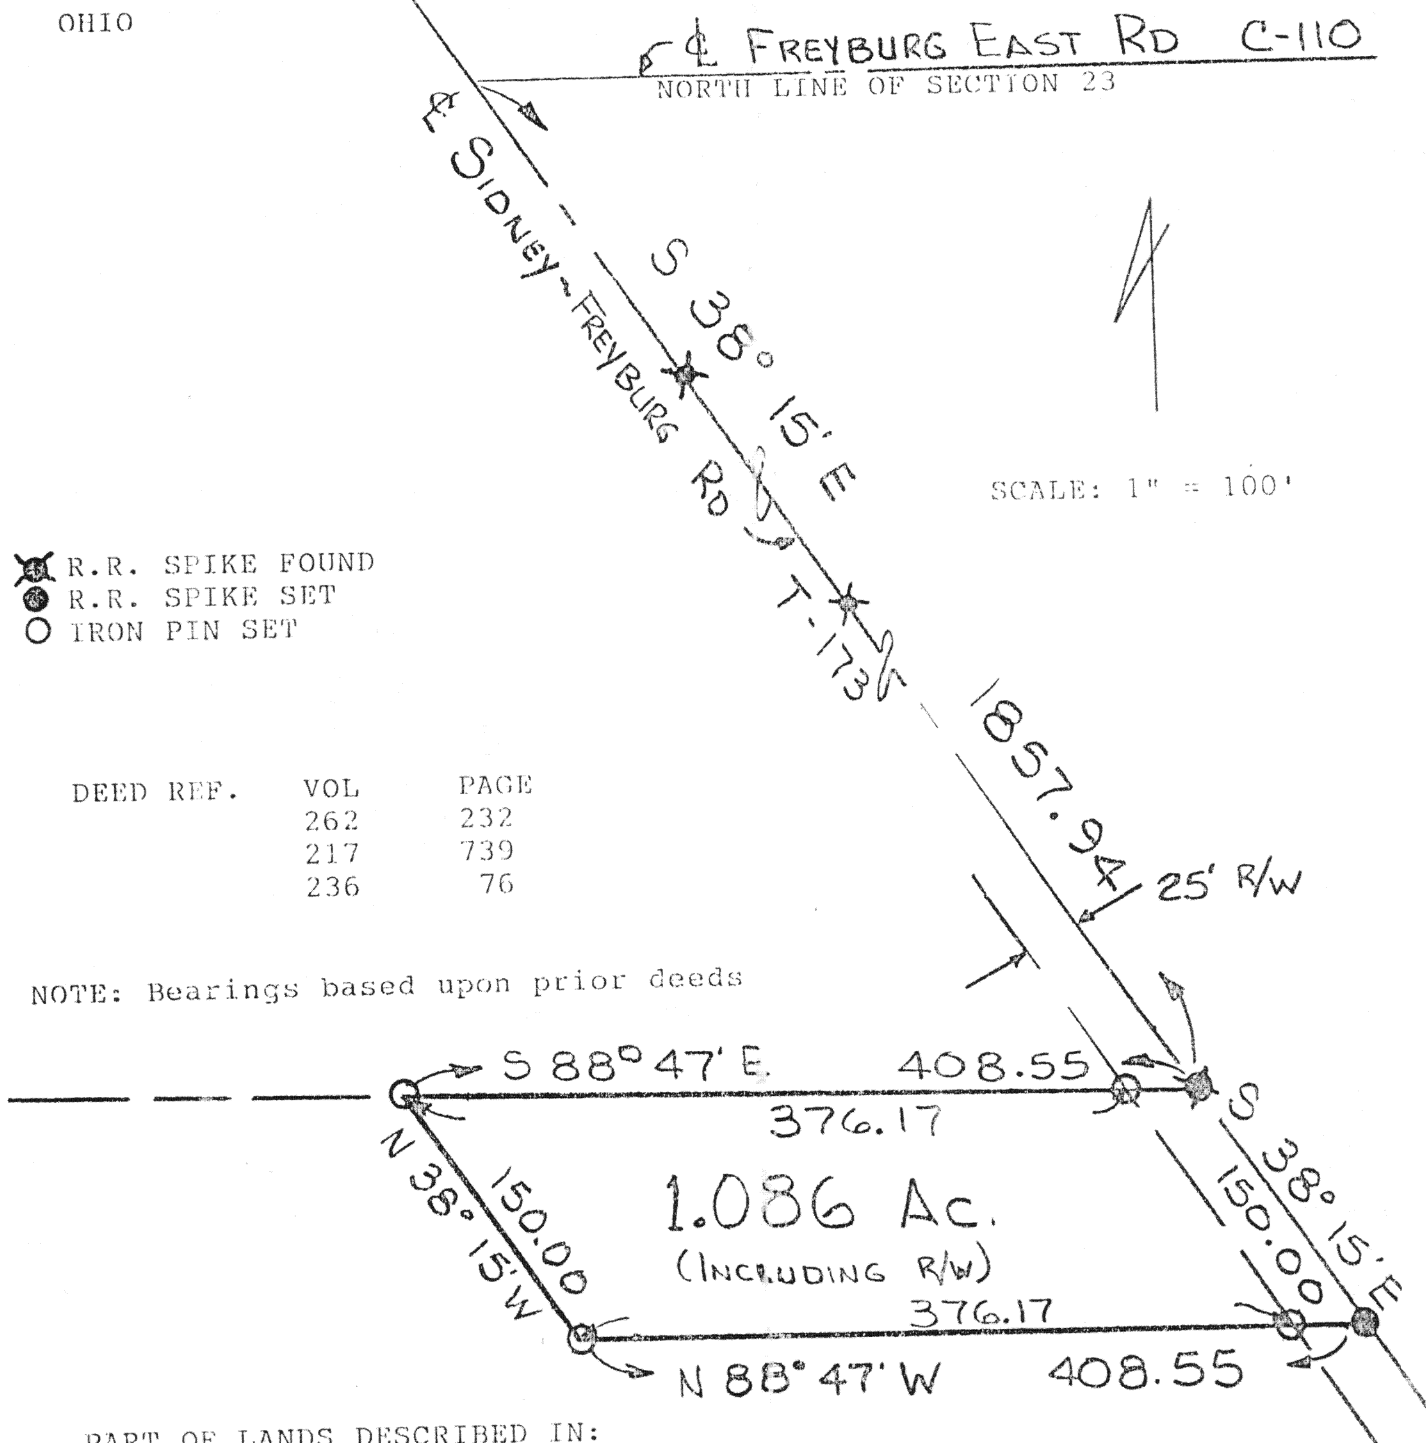 OHIO
℄ FREYBURG EAST RD C-110
NORTH LINE OF SECTION 23
℄ SIDNEY-FREYBURG RD T-173
S 38° 15' E
SCALE: 1" = 100'
R.R. SPIKE FOUND
R.R. SPIKE SET
IRON PIN SET
1857.94
DEED REF. VOL PAGE
262 232
217 739
236 76
25' R/W
NOTE: Bearings based upon prior deeds
S 88° 47' E 408.55
376.17
S 38° 15' E
150.00
N 38° 15' W
150.00
1.086 Ac.
(INCLUDING R/W)
376.17
N 88° 47' W 408.55
PART OF LANDS DESCRIBED IN: